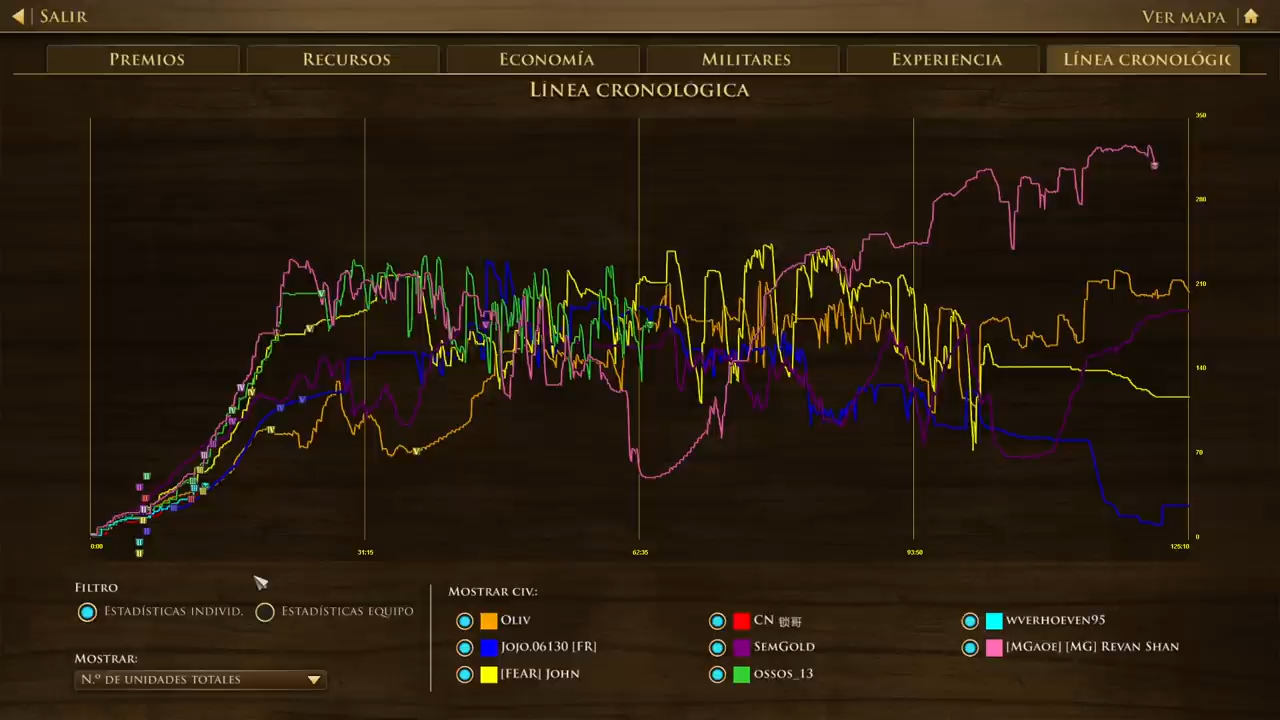 SALIR
VER MAPA
PREMIOS
RECURSOS
ECONOMÍA
MILITARES
EXPERIENCIA
LÍNEA CRONOLÓGIC
LÍNEA CRONOLÓGICA
350
280
210
140
70
0
0:00
31:15
62:35
93:50
125:10
FILTRO
ESTADÍSTICAS INDIVID.
ESTADÍSTICAS EQUIPO
MOSTRAR:
N.º DE UNIDADES TOTALES
MOSTRAR CIV.:
OLIV
CN 锁哥
WVERHOEVEN95
JOJO.06130 [FR]
SEMGOLD
[MGAOE] [MG] REVAN SHAN
[FEAR] JOHN
OSSOS_13